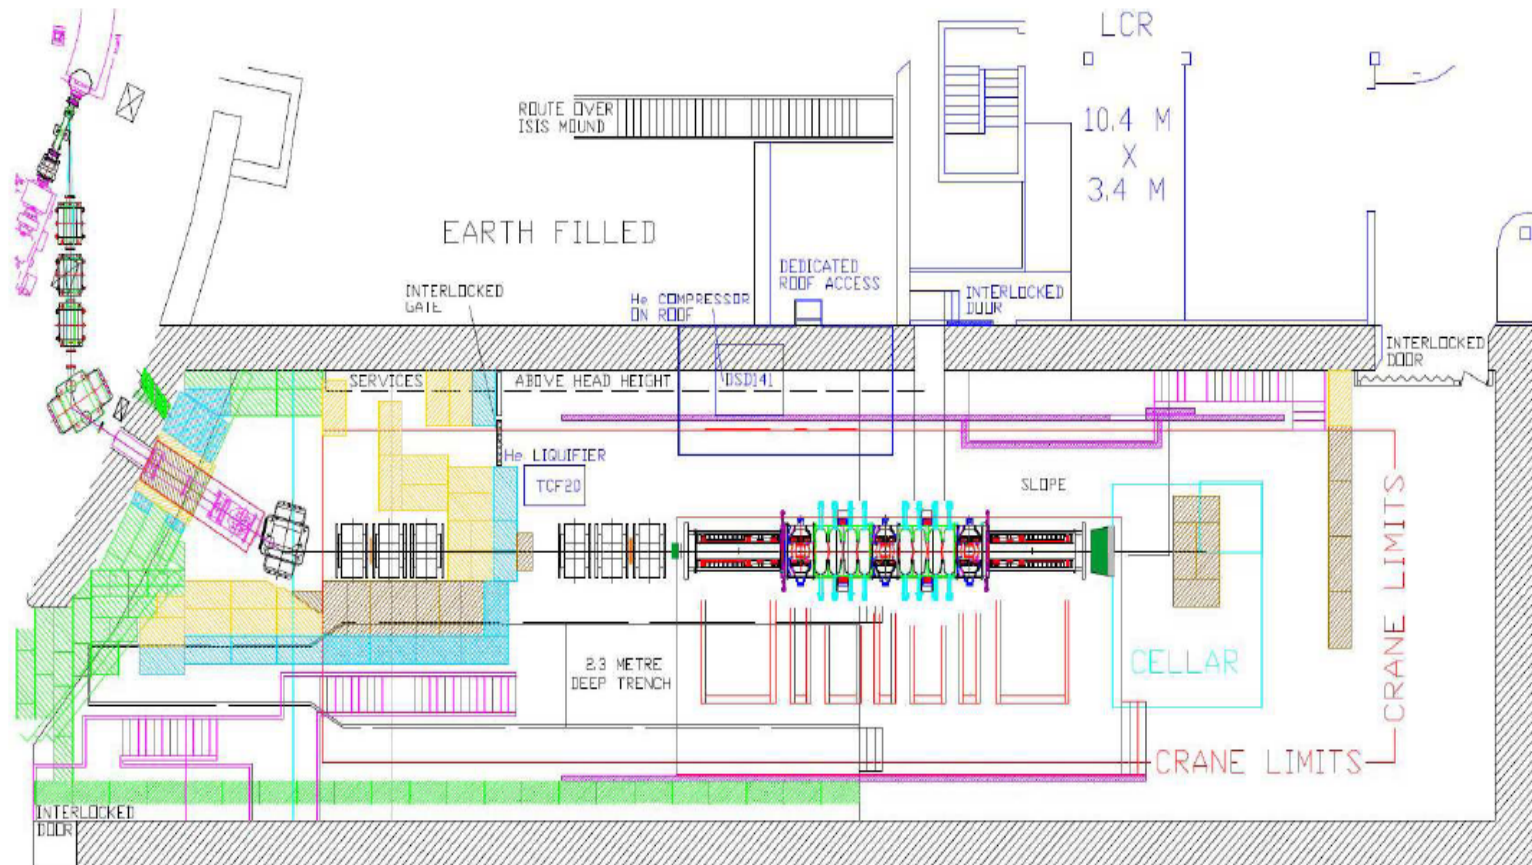 LCR
10.4 M
X
3.4 M
ROUTE OVER
ISIS MOUND
EARTH FILLED
DEDICATED
ROOF ACCESS
INTERLOCKED
GATE
He COMPRESSOR
ON ROOF
INTERLOCKED
DOOR
INTERLOCKED
DOOR
SERVICES
ABOVE HEAD HEIGHT
DSD141
He LIQUIFIER
TCF20
SLOPE
CRANE LIMITS
2.3 METRE
DEEP TRENCH
CELLAR
CRANE LIMITS
INTERLOCKED
DOOR